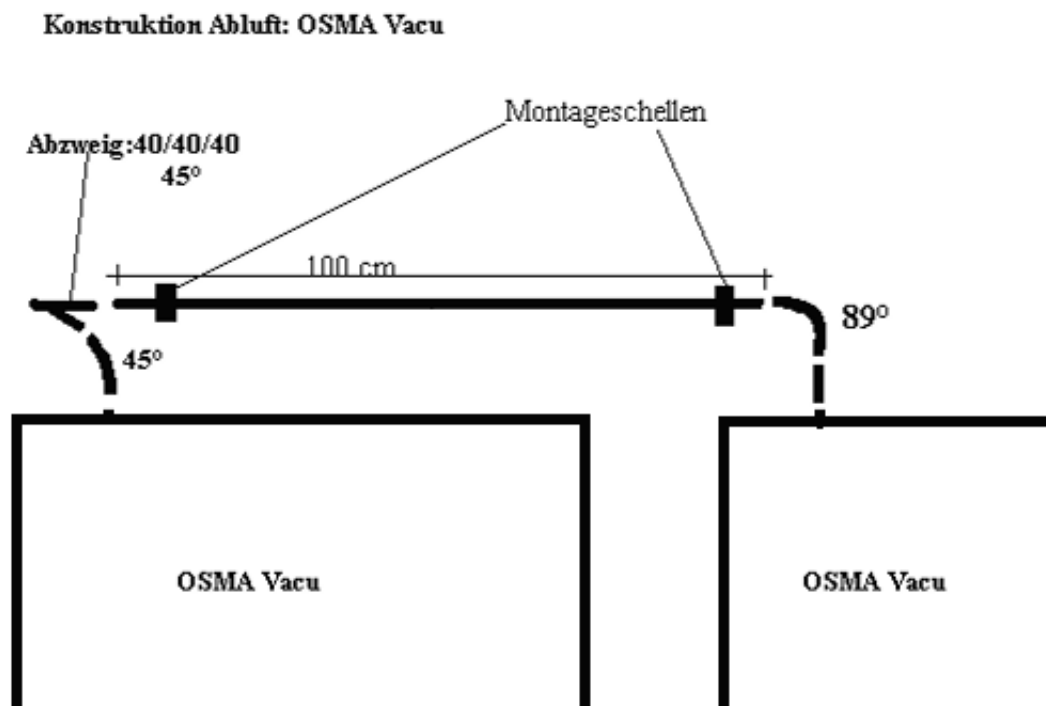 Konstruktion Abluft: OSMA Vacu
Montageschellen
Abzweig:40/40/40
45°
100 cm
89°
45°
OSMA Vacu
OSMA Vacu